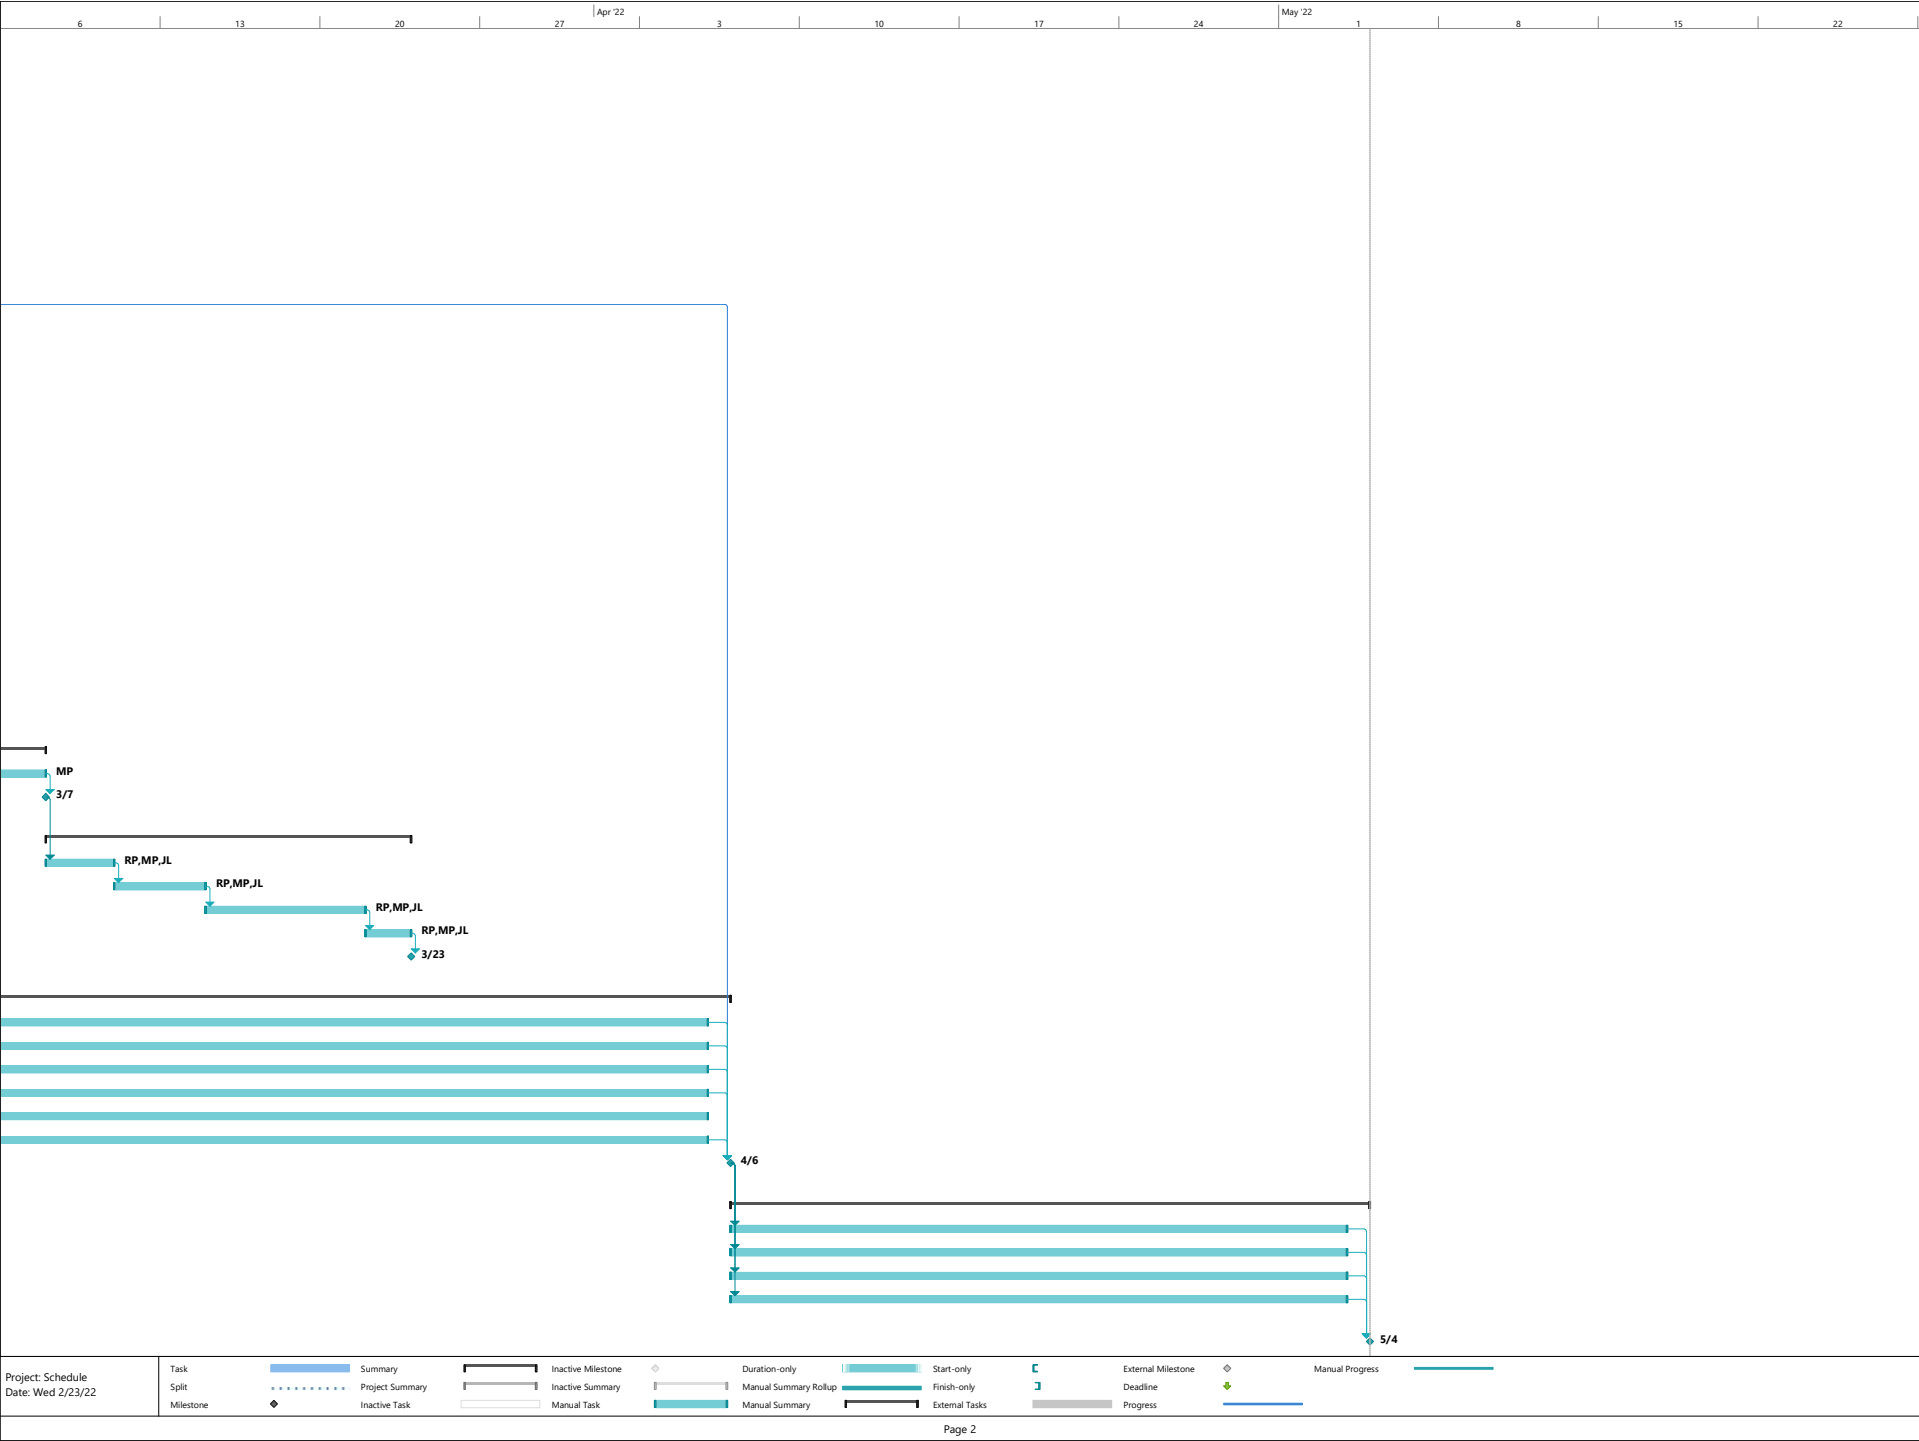 Apr '22 May '22
6 13 20 27 3 10 17 24 1 8 15 22
MP
3/7
RP,MP,JL
RP,MP,JL
RP,MP,JL
RP,MP,JL
3/23
4/6
5/4
Project: Schedule
Date: Wed 2/23/22
Task Summary Inactive Milestone Duration-only Start-only External Milestone Manual Progress
Split Project Summary Inactive Summary Manual Summary Rollup Finish-only Deadline
Milestone Inactive Task Manual Task Manual Summary External Tasks Progress
Page 2